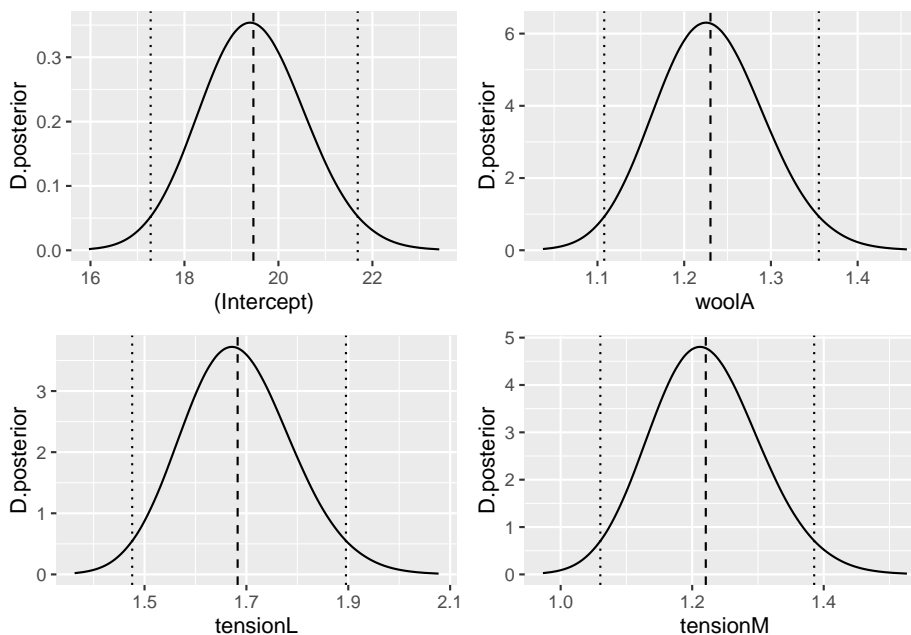 D.posterior
0.3
0.2
0.1
0.0
16 18 20 22
(Intercept)
D.posterior
6
4
2
0
1.1 1.2 1.3 1.4
woolA
D.posterior
3
2
1
0
1.5 1.7 1.9 2.1
tensionL
D.posterior
5
4
3
2
1
0
1.0 1.2 1.4
tensionM